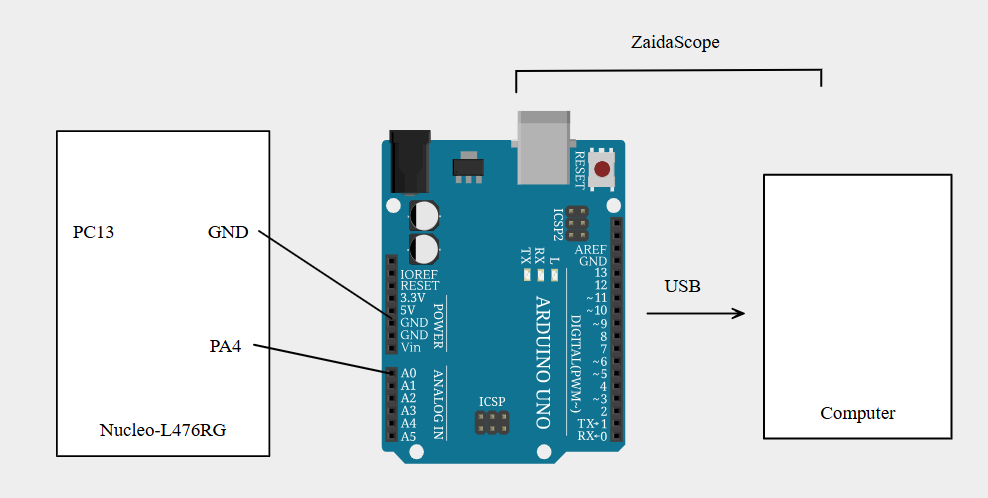 ZaidaScope
PC13
GND
PA4
Nucleo-L476RG
RESET
ICSP2
TX
RX
L
IOREF
RESET
3.3V
5V
GND
GND
Vin
POWER
A0
A1
A2
A3
A4
A5
ANALOG IN
ICSP
ARDUINO UNO
AREF
GND
13
12
~11
~10
~9
8
7
~6
~5
4
~3
2
TX→1
RX←0
DIGITAL(PWM~)
USB
Computer